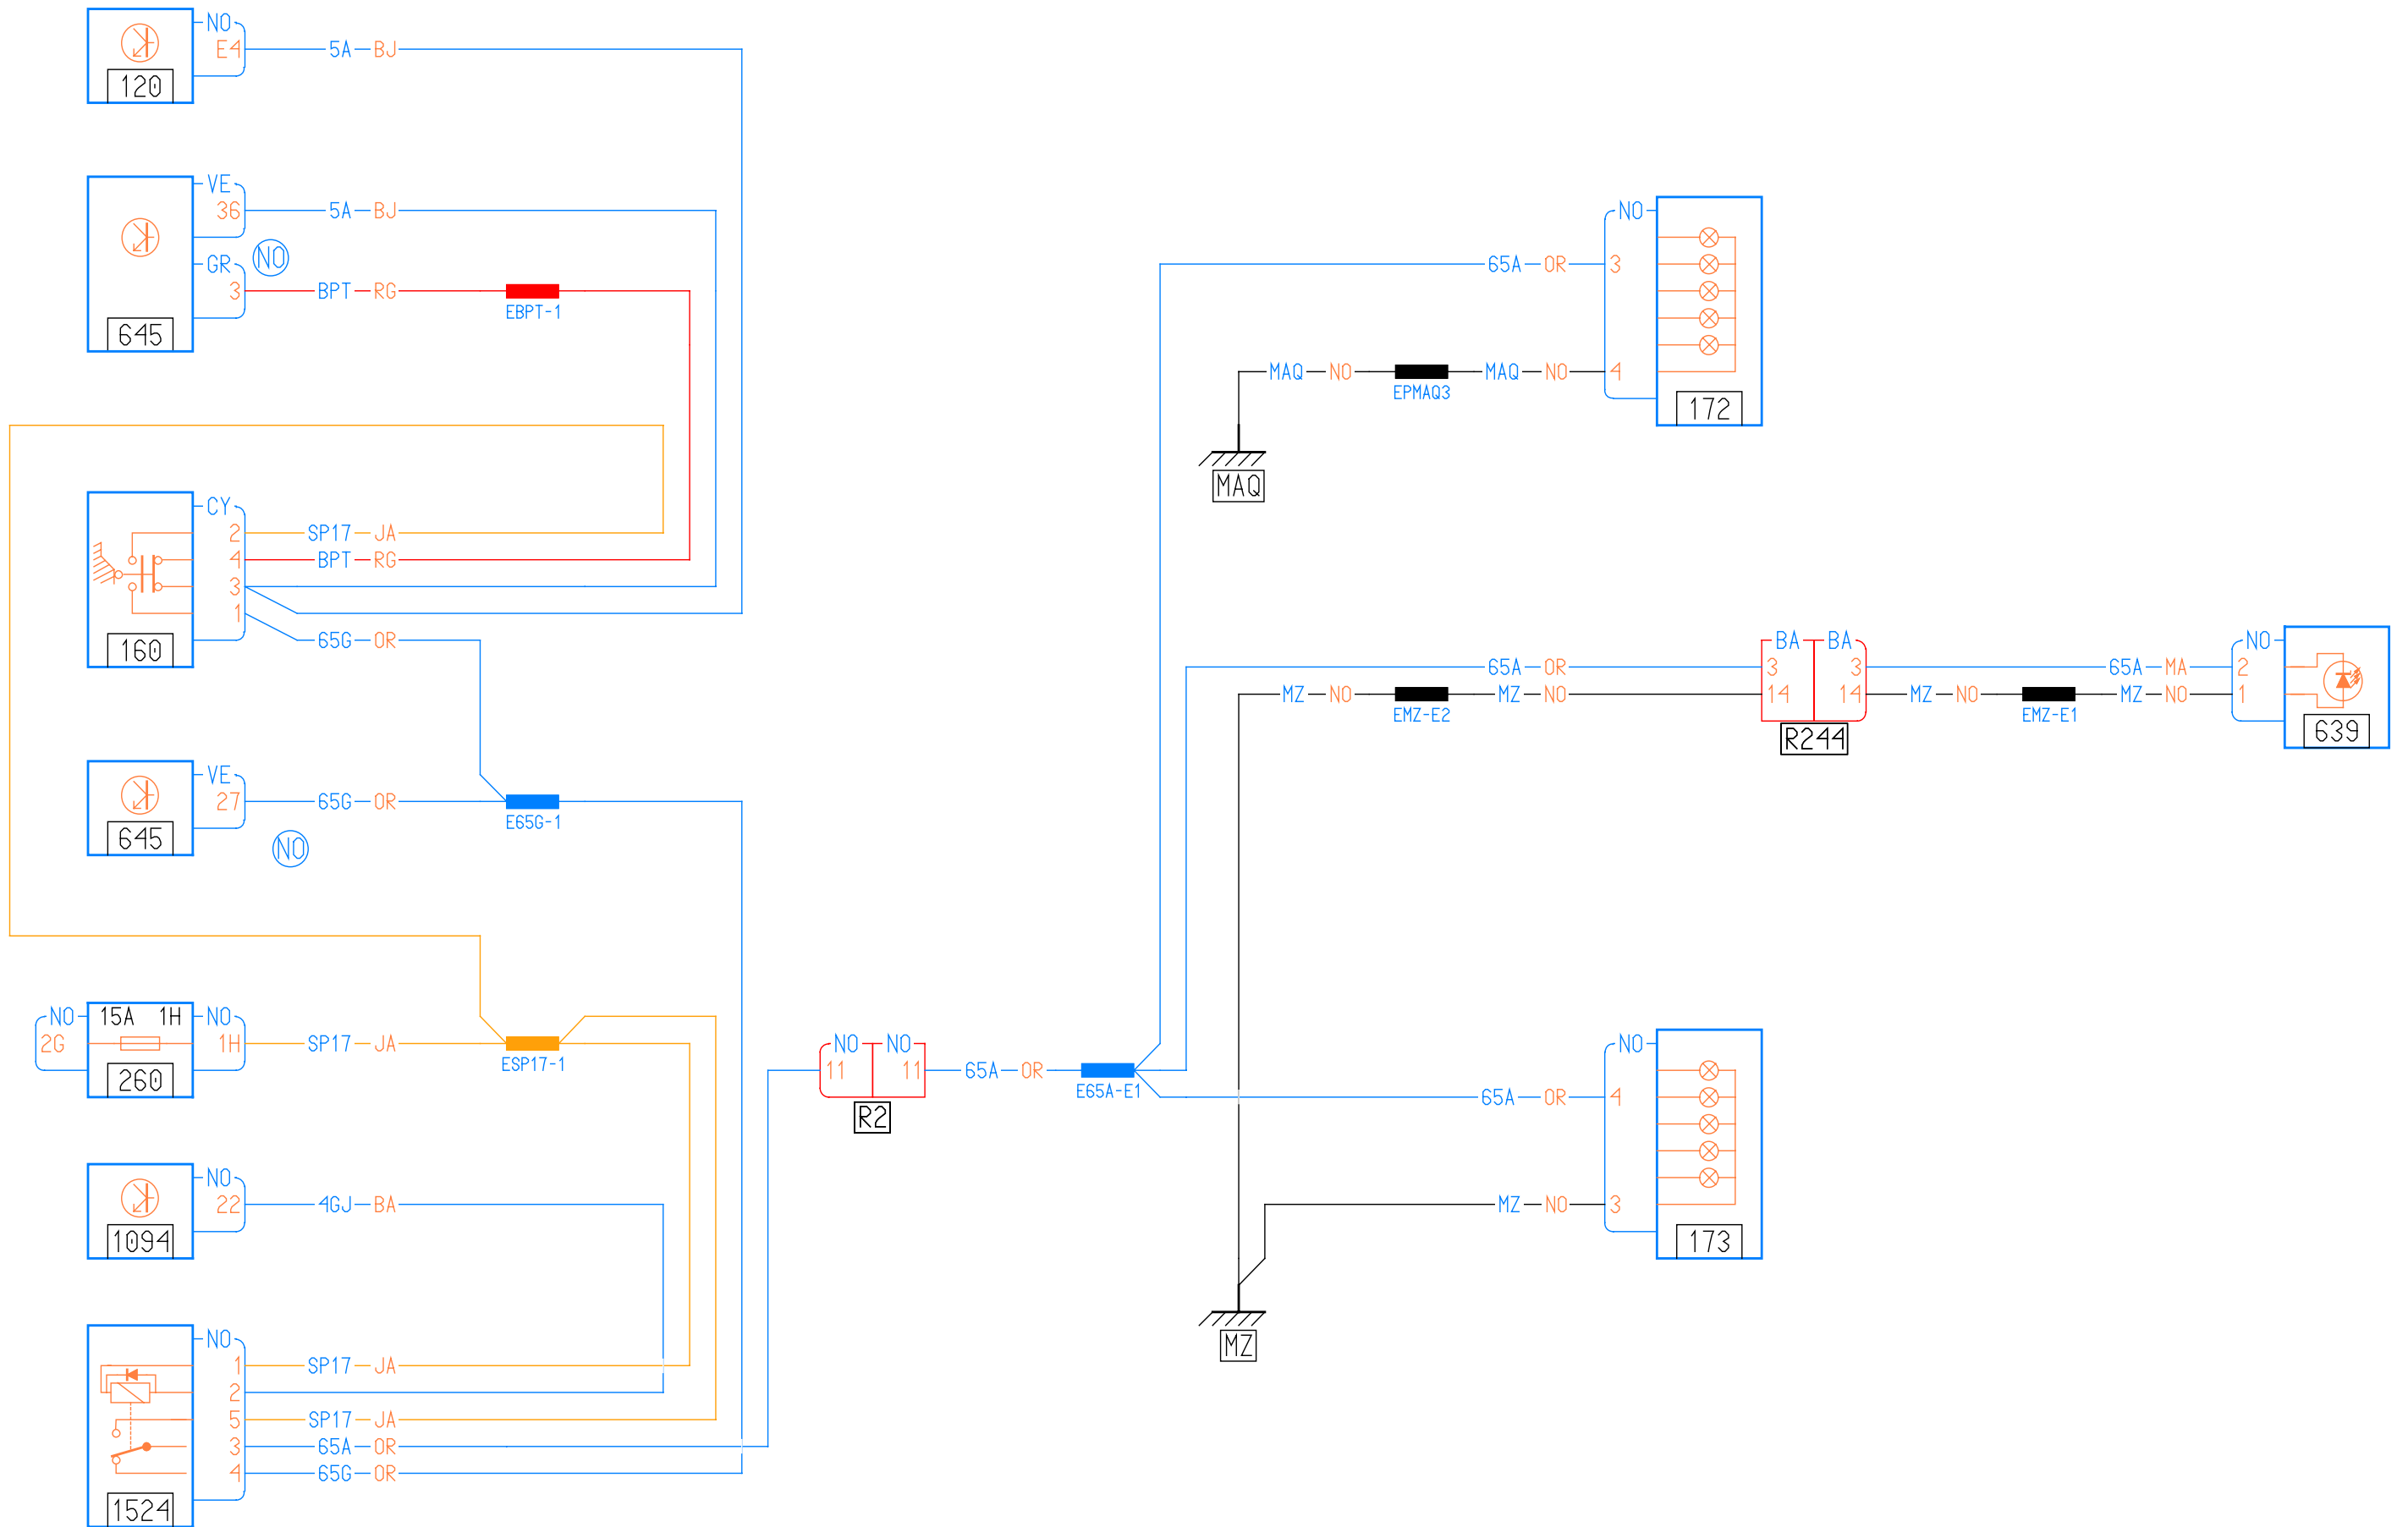 NO
E4 5A BJ
120
VE
36 5A BJ
GR NO
3 BPT RG
EBPT-1
645
CY
2 SP17 JA
4 BPT RG
3
1
65G OR
160
VE
27 65G OR
E65G-1
645
NO
NO 15A 1H NO
2G 1H SP17 JA
ESP17-1
260
NO
22 4GJ BA
1094
NO
1 SP17 JA
2
5 SP17 JA
3 65A OR
4 65G OR
1524
NO NO
11 11 65A OR
E65A-E1
R2
NO
65A OR 3
MAQ NO MAQ NO 4
EPMAQ3
172
MAQ
BA BA
65A OR 3 3 65A MA
MZ NO MZ NO 14 14 MZ NO MZ NO
EMZ-E2 EMZ-E1
R244
NO
2
1
639
NO
65A OR 4
MZ NO 3
173
MZ